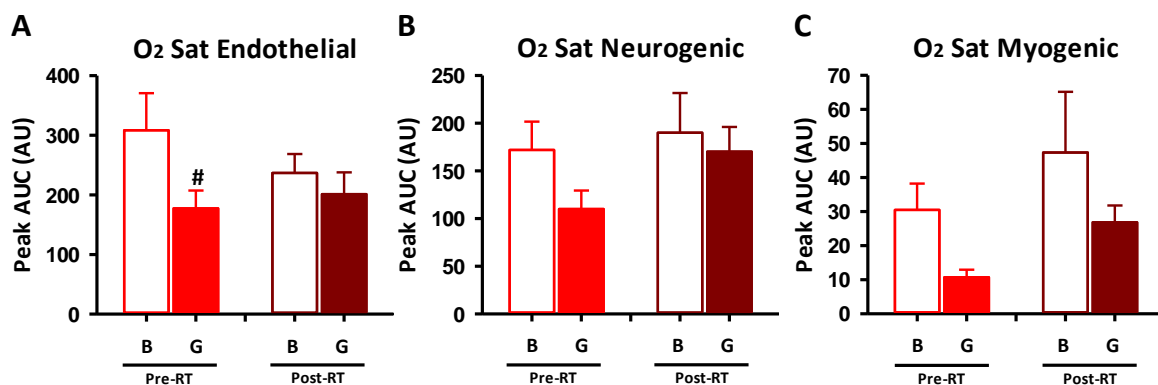 A
O₂ Sat Endothelial
Peak AUC (AU)
400
300
200
100
0
#
B G B G
Pre-RT Post-RT
B
O₂ Sat Neurogenic
Peak AUC (AU)
250
200
150
100
50
0
B G B G
Pre-RT Post-RT
C
O₂ Sat Myogenic
Peak AUC (AU)
70
60
50
40
30
20
10
0
B G B G
Pre-RT Post-RT